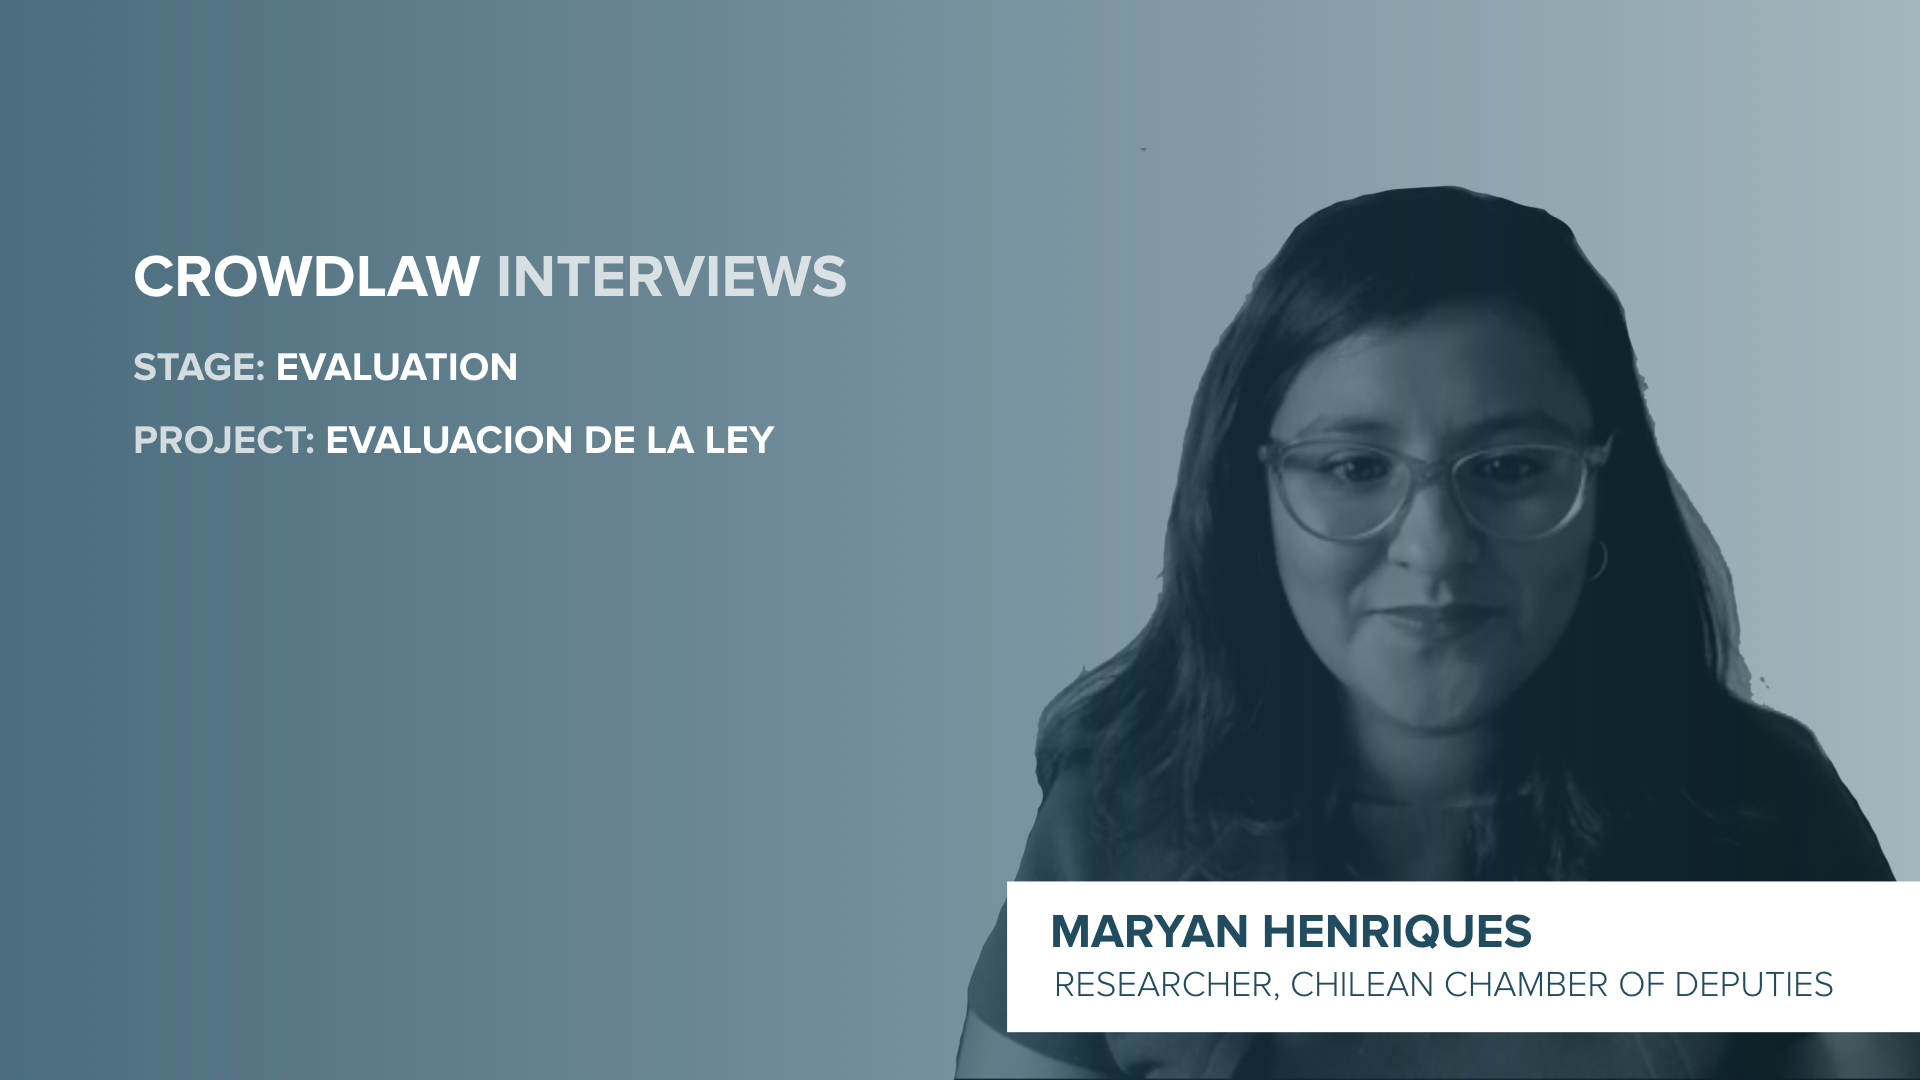 CROWDLAW INTERVIEWS
STAGE: EVALUATION
PROJECT: EVALUACION DE LA LEY
MARYAN HENRIQUES
RESEARCHER, CHILEAN CHAMBER OF DEPUTIES